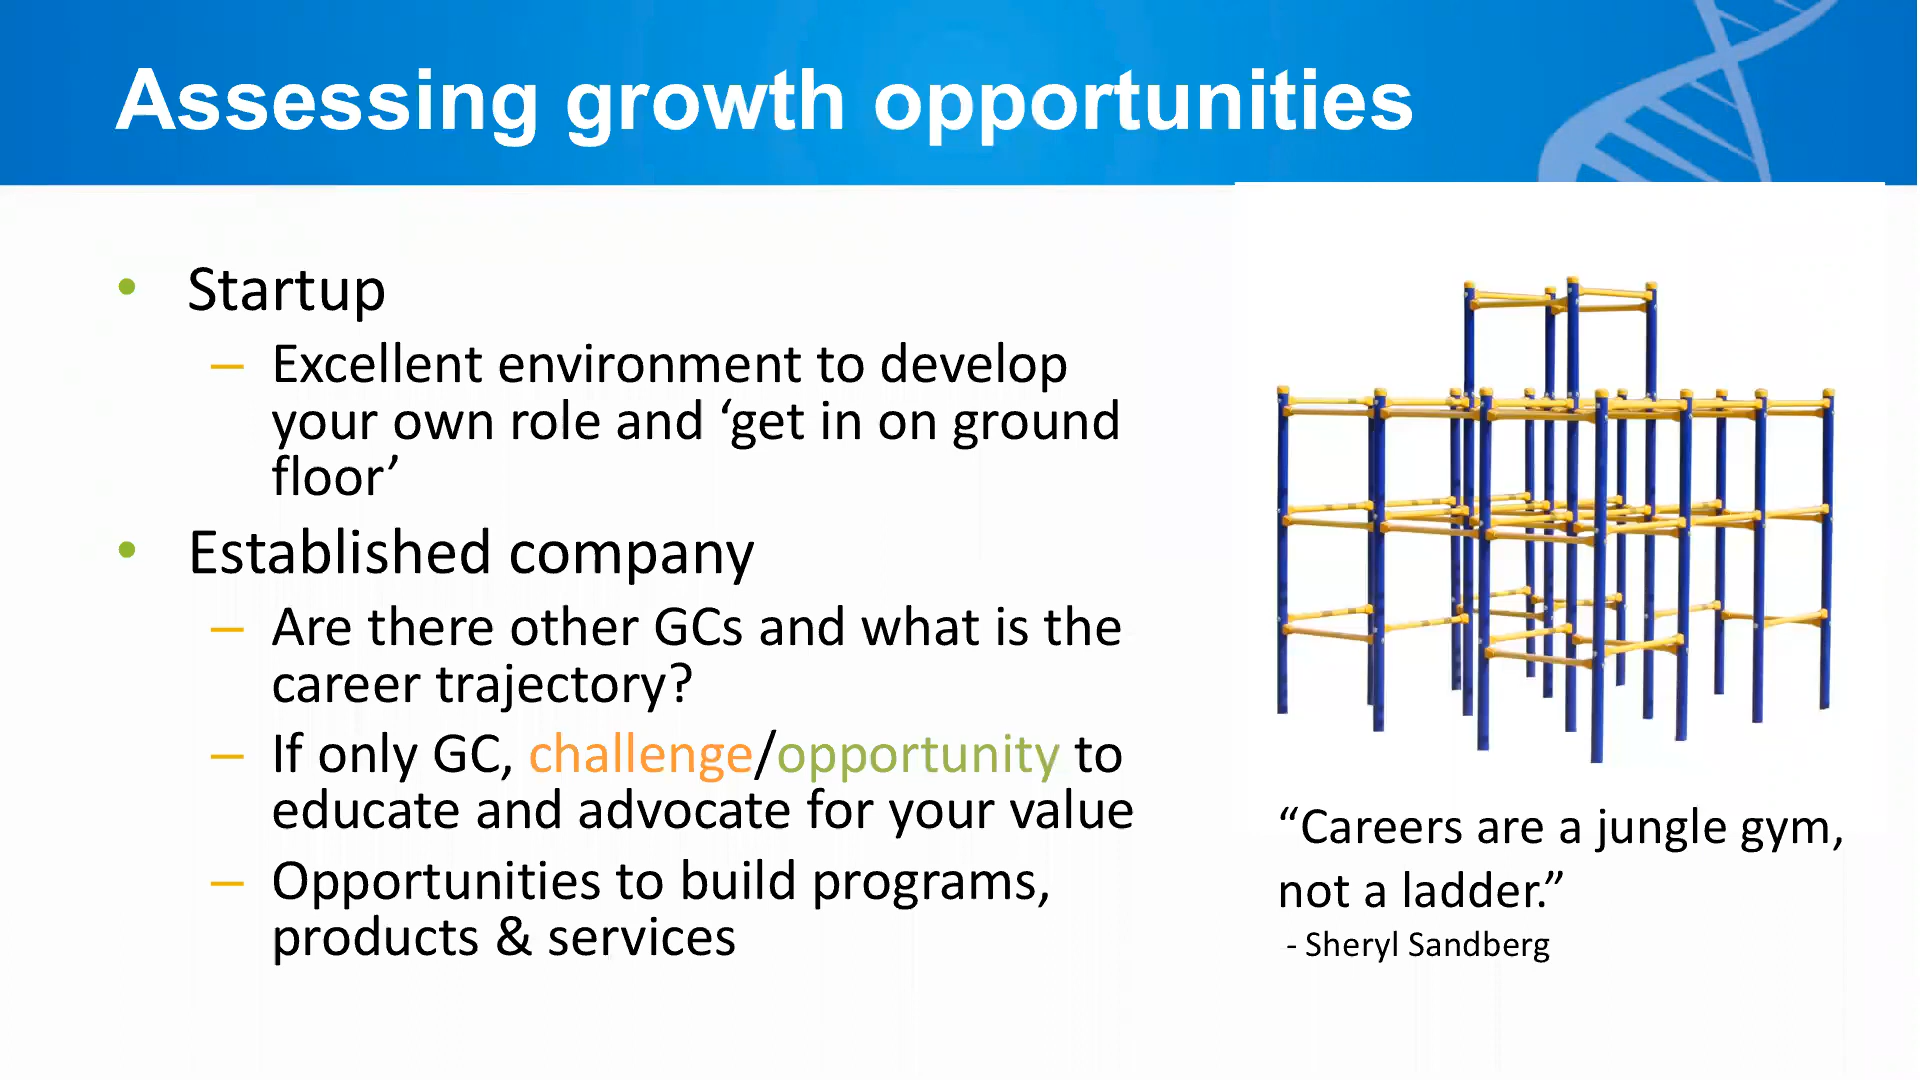 Assessing growth opportunities
• Startup
– Excellent environment to develop
your own role and ‘get in on ground
floor’
• Established company
– Are there other GCs and what is the
career trajectory?
– If only GC, challenge/opportunity to
educate and advocate for your value
– Opportunities to build programs,
products & services
“Careers are a jungle gym,
not a ladder.”
- Sheryl Sandberg